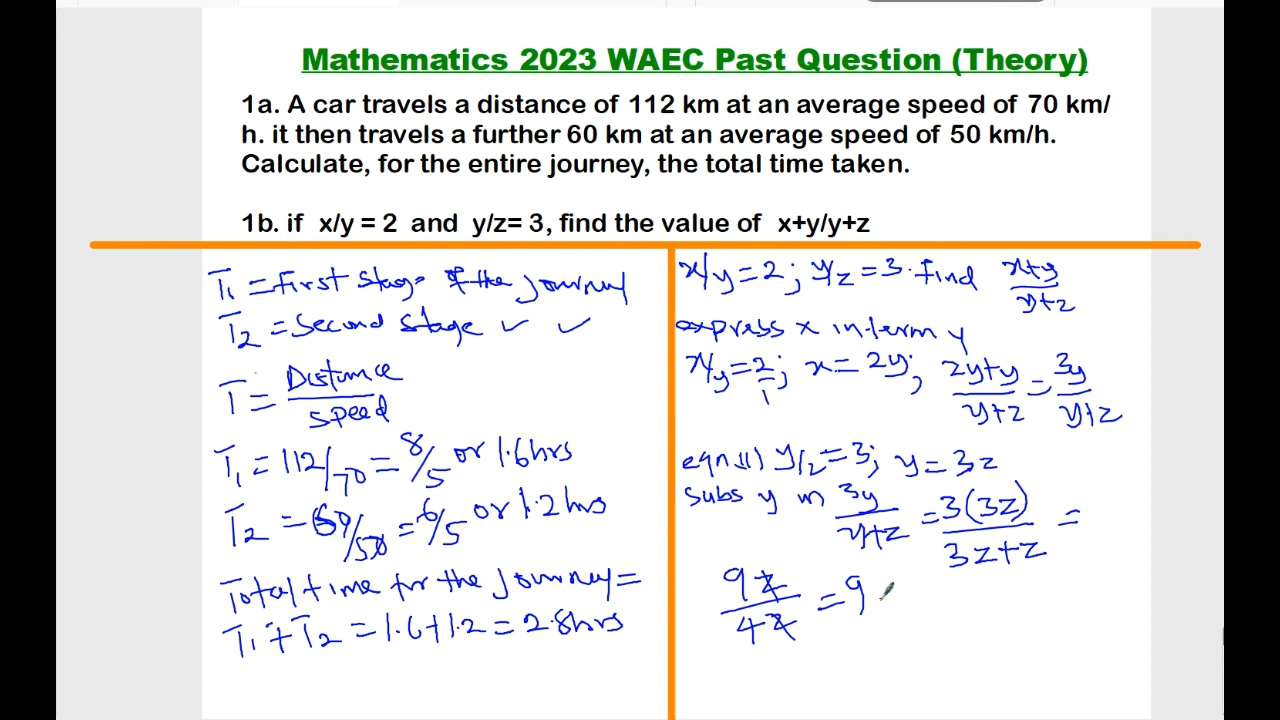 Mathematics 2023 WAEC Past Question (Theory)
1a. A car travels a distance of 112 km at an average speed of 70 km/
h. it then travels a further 60 km at an average speed of 50 km/h.
Calculate, for the entire journey, the total time taken.
1b. if x/y = 2 and y/z= 3, find the value of x+y/y+z
T₁ = first stage of the journey
T₂ = second stage ✓ ✓
T = Distance/speed
T₁ = 112/70 = 8/5 or 1.6hrs
T₂ = 60/50 = 6/5 or 1.2hrs
Total time for the journey =
T₁ + T₂ = 1.6+1.2 = 2.8hrs
x/y = 2; y/z = 3. find x+y/y+z
express x in term y
x/y = 2/1; x = 2y; 2y+y/y+z = 3y/y+z
eqn 11) y/z = 3; y = 3z
subs y in 3y/y+z = 3(3z)/3z+z =
9z/4z = 9